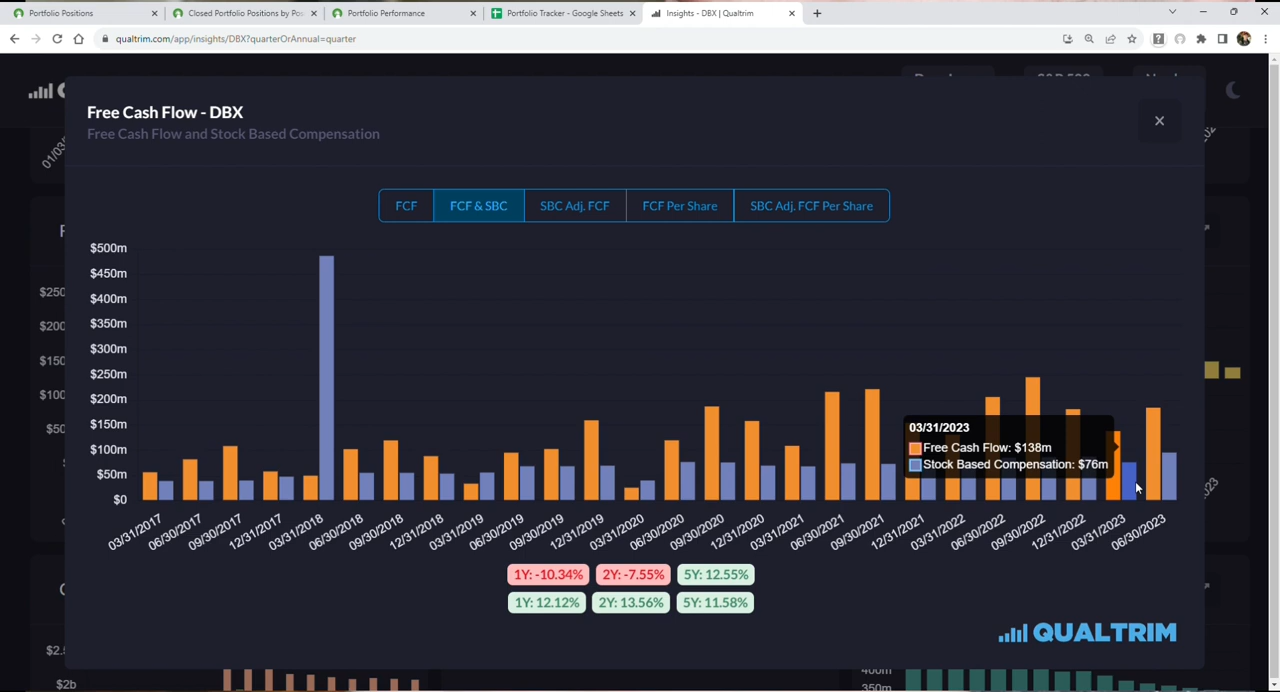 Portfolio Positions
Closed Portfolio Positions by Po
Portfolio Performance
Portfolio Tracker - Google Sheets
Insights - DBX | Qualtrim
qualtrim.com/app/insights/DBX?quarterOrAnnual=quarter
Free Cash Flow - DBX
Free Cash Flow and Stock Based Compensation
FCF
FCF & SBC
SBC Adj. FCF
FCF Per Share
SBC Adj. FCF Per Share
$500m
$450m
$400m
$350m
$300m
$250m
$200m
$150m
$100m
$50m
$0
03/31/2023
Free Cash Flow: $138m
Stock Based Compensation: $76m
03/31/2017
06/30/2017
09/30/2017
12/31/2017
03/31/2018
06/30/2018
09/30/2018
12/31/2018
03/31/2019
06/30/2019
09/30/2019
12/31/2019
03/31/2020
06/30/2020
09/30/2020
12/31/2020
03/31/2021
06/30/2021
09/30/2021
12/31/2021
03/31/2022
06/30/2022
09/30/2022
12/31/2022
03/31/2023
06/30/2023
1Y: -10.34%
2Y: -7.55%
5Y: 12.55%
1Y: 12.12%
2Y: 13.56%
5Y: 11.58%
QUALTRIM
$2b
350m